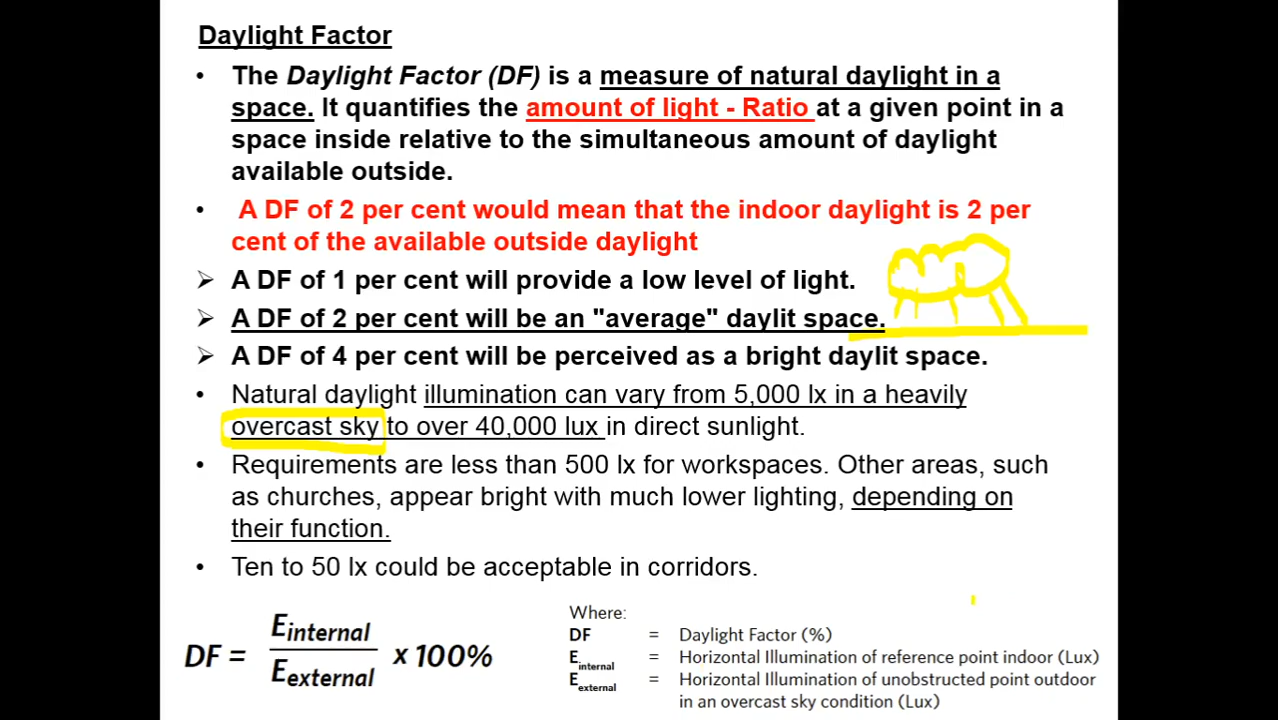 Daylight Factor
• The Daylight Factor (DF) is a measure of natural daylight in a
space. It quantifies the amount of light - Ratio at a given point in a
space inside relative to the simultaneous amount of daylight
available outside.
• A DF of 2 per cent would mean that the indoor daylight is 2 per
cent of the available outside daylight
➢ A DF of 1 per cent will provide a low level of light.
➢ A DF of 2 per cent will be an "average" daylit space.
➢ A DF of 4 per cent will be perceived as a bright daylit space.
• Natural daylight illumination can vary from 5,000 lx in a heavily
overcast sky to over 40,000 lux in direct sunlight.
• Requirements are less than 500 lx for workspaces. Other areas, such
as churches, appear bright with much lower lighting, depending on
their function.
• Ten to 50 lx could be acceptable in corridors.
DF = Einternal / Eexternal x 100%
Where:
DF = Daylight Factor (%)
Einternal = Horizontal Illumination of reference point indoor (Lux)
Eexternal = Horizontal Illumination of unobstructed point outdoor
in an overcast sky condition (Lux)